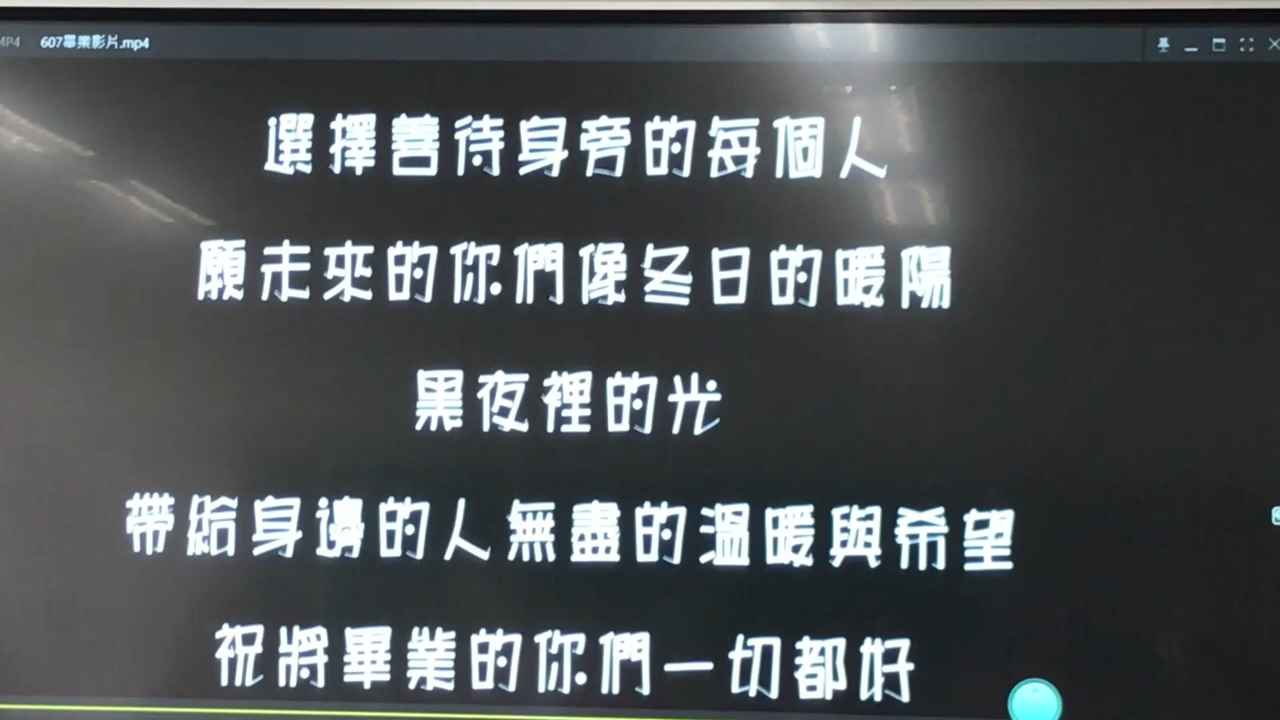 MP4 607畢業影片.mp4
選擇善待身旁的每個人
願未來的你們像冬日的暖陽
黑夜裡的光
帶給身邊的人無盡的溫暖與希望
祝將畢業的你們一切都好